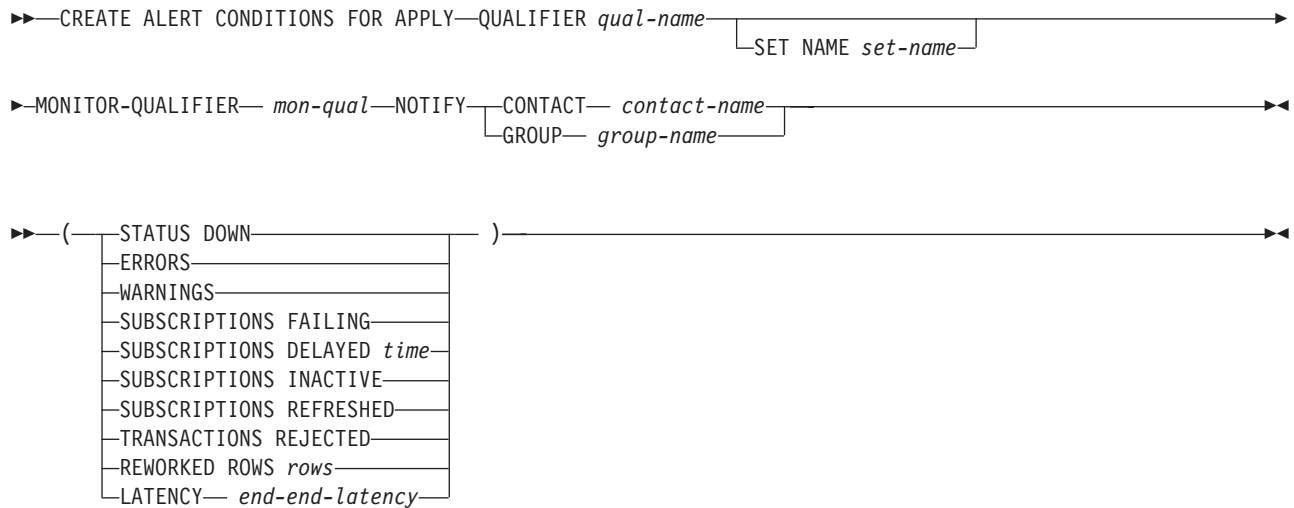 CREATE ALERT CONDITIONS FOR APPLY QUALIFIER qual-name
SET NAME set-name
MONITOR-QUALIFIER mon-qual NOTIFY CONTACT contact-name
GROUP group-name
( STATUS DOWN )
ERRORS
WARNINGS
SUBSCRIPTIONS FAILING
SUBSCRIPTIONS DELAYED time
SUBSCRIPTIONS INACTIVE
SUBSCRIPTIONS REFRESHED
TRANSACTIONS REJECTED
REWORKED ROWS rows
LATENCY end-end-latency